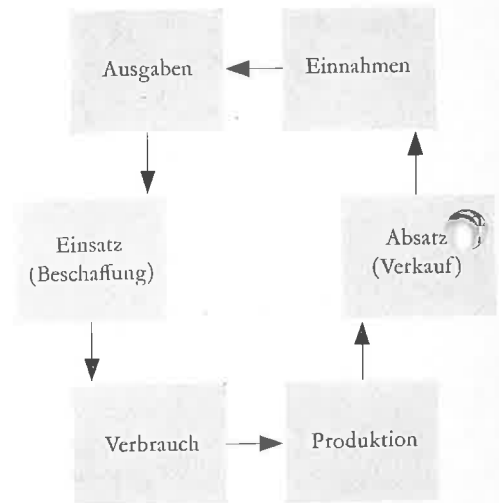 Ausgaben
Einnahmen
Einsatz
(Beschaffung)
Absatz
(Verkauf)
Verbrauch
Produktion